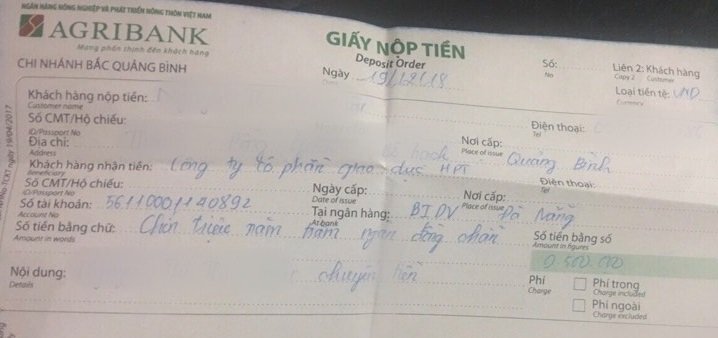 NGÂN HÀNG NÔNG NGHIỆP VÀ PHÁT TRIỂN NÔNG THÔN VIỆT NAM
AGRIBANK
Mang phồn thịnh đến khách hàng
CHI NHÁNH BẮC QUẢNG BÌNH
GIẤY NỘP TIỀN
Deposit Order
Ngày 19/12/18
Số:
No
Liên 2: Khách hàng
Copy 2 Customer
Loại tiền tệ: VND
Currency
Khách hàng nộp tiền:
Customer name
Số CMT/Hộ chiếu:
ID/Passport No
Điện thoại:
Tel
Địa chỉ:
Address
Nơi cấp: Quảng Bình
Place of issue
Khách hàng nhận tiền: Công ty cổ phần giáo dục HPT
Beneficiary
Số CMT/Hộ chiếu:
ID/Passport No
Ngày cấp:
Date of issue
Nơi cấp:
Place of issue
Điện thoại:
Tel
Số tài khoản: 56110001140892
Account No
Tại ngân hàng: BIDV Đà Nẵng
At bank
Số tiền bằng chữ: Chín triệu năm trăm ngàn đồng chẵn
Amount in words
Số tiền bằng số
Amount in figures
9.500.000
Nội dung: chuyển tiền
Details
Phí
Charge
Phí trong
Charge included
Phí ngoài
Charge excluded
ngày 19/04/2017